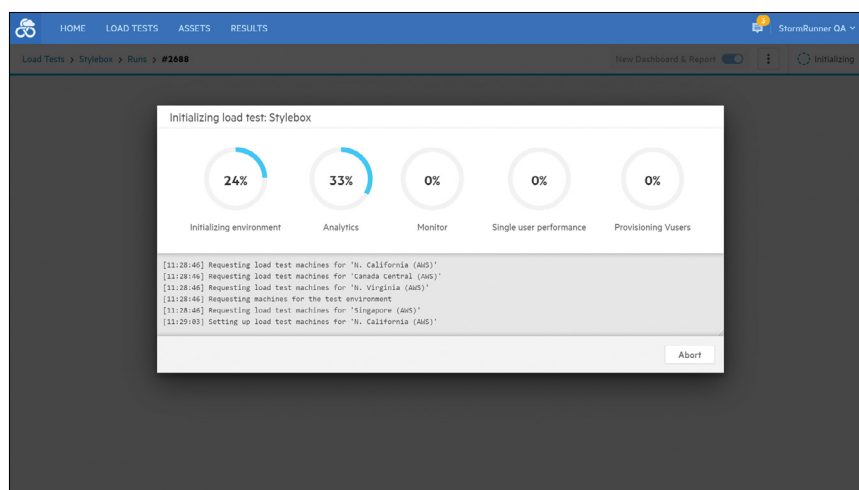 HOME LOAD TESTS ASSETS RESULTS 3 StormRunner QA
Load Tests > Stylebox > Runs > #2688 New Dashboard & Report Initializing
Initializing load test: Stylebox
24% 33% 0% 0% 0%
Initializing environment Analytics Monitor Single user performance Provisioning Vusers
[11:28:46] Requesting load test machines for 'N. California (AWS)'
[11:28:46] Requesting load test machines for 'Canada Central (AWS)'
[11:28:46] Requesting load test machines for 'N. Virginia (AWS)'
[11:28:46] Requesting machines for the test environment
[11:28:46] Requesting load test machines for 'Singapore (AWS)'
[11:29:03] Setting up load test machines for 'N. California (AWS)'
Abort